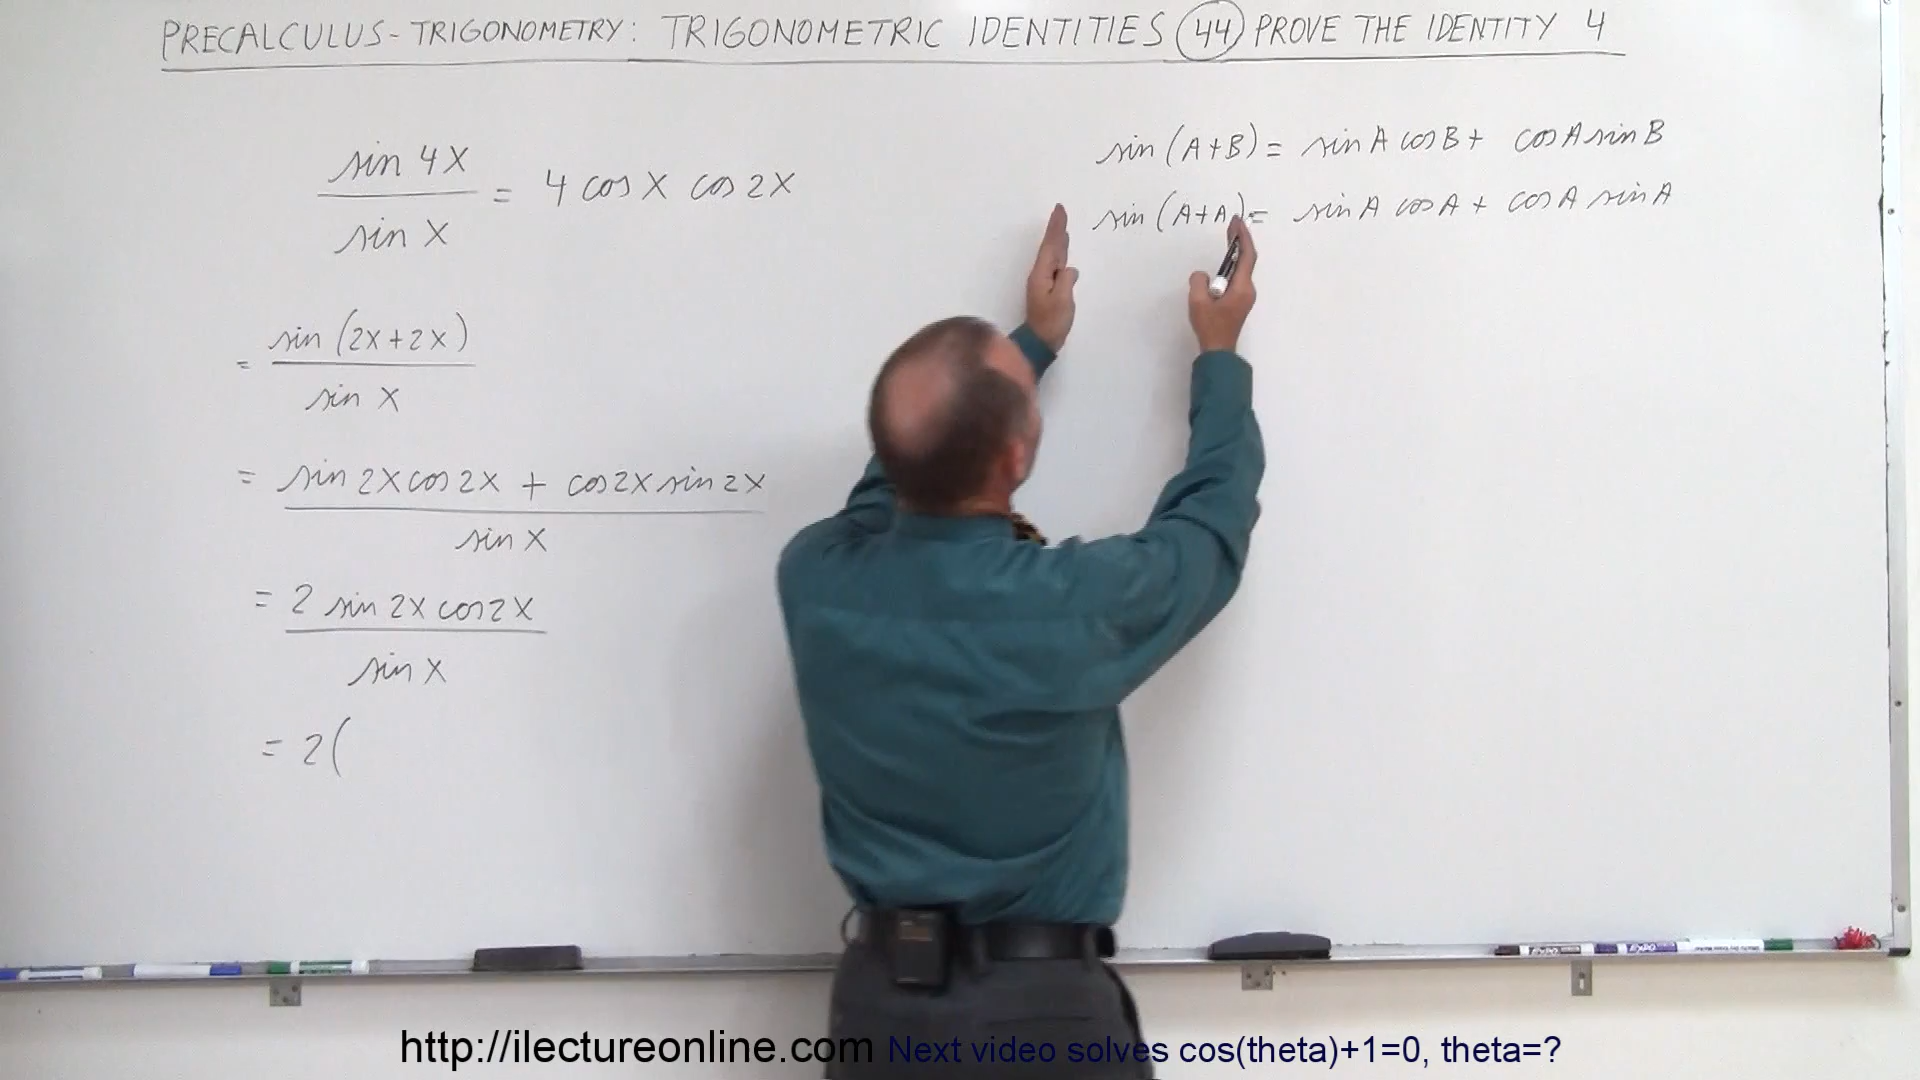 PRECALCULUS - TRIGONOMETRY: TRIGONOMETRIC IDENTITIES 44 PROVE THE IDENTITY 4
sin 4X / sin X = 4 cos X cos 2X
= sin (2X+2X) / sin X
= sin 2X cos 2X + cos 2X sin 2X / sin X
= 2 sin 2X cos 2X / sin X
= 2 (
sin (A+B) = sin A cos B + cos A sin B
sin (A+A) = sin A cos A + cos A sin A
http://ilectureonline.com Next video solves cos(theta)+1=0, theta=?